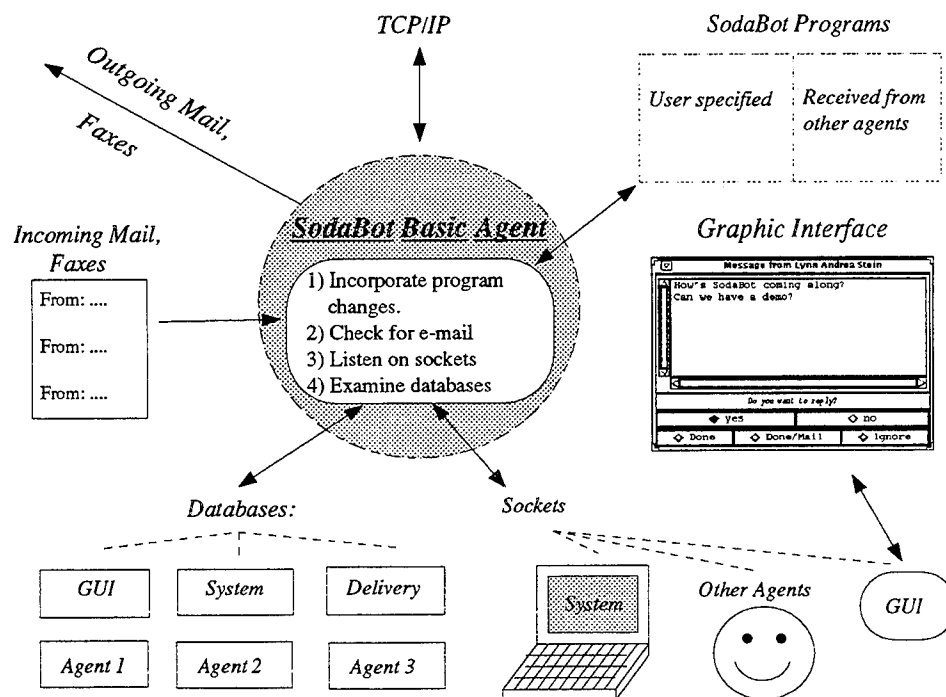 TCP/IP
SodaBot Programs
Outgoing Mail,
Faxes
User specified
Received from
other agents
SodaBot Basic Agent
Incoming Mail,
Faxes
From: ....
From: ....
From: ....
1) Incorporate program
changes.
2) Check for e-mail
3) Listen on sockets
4) Examine databases
Graphic Interface
Message from Lynn Andrea Stein
How's SodaBot coming along?
Can we have a demo?
Do you want to reply?
yes
no
Done
Done/Mail
Ignore
Databases:
Sockets
GUI
System
Delivery
Agent 1
Agent 2
Agent 3
System
Other Agents
GUI